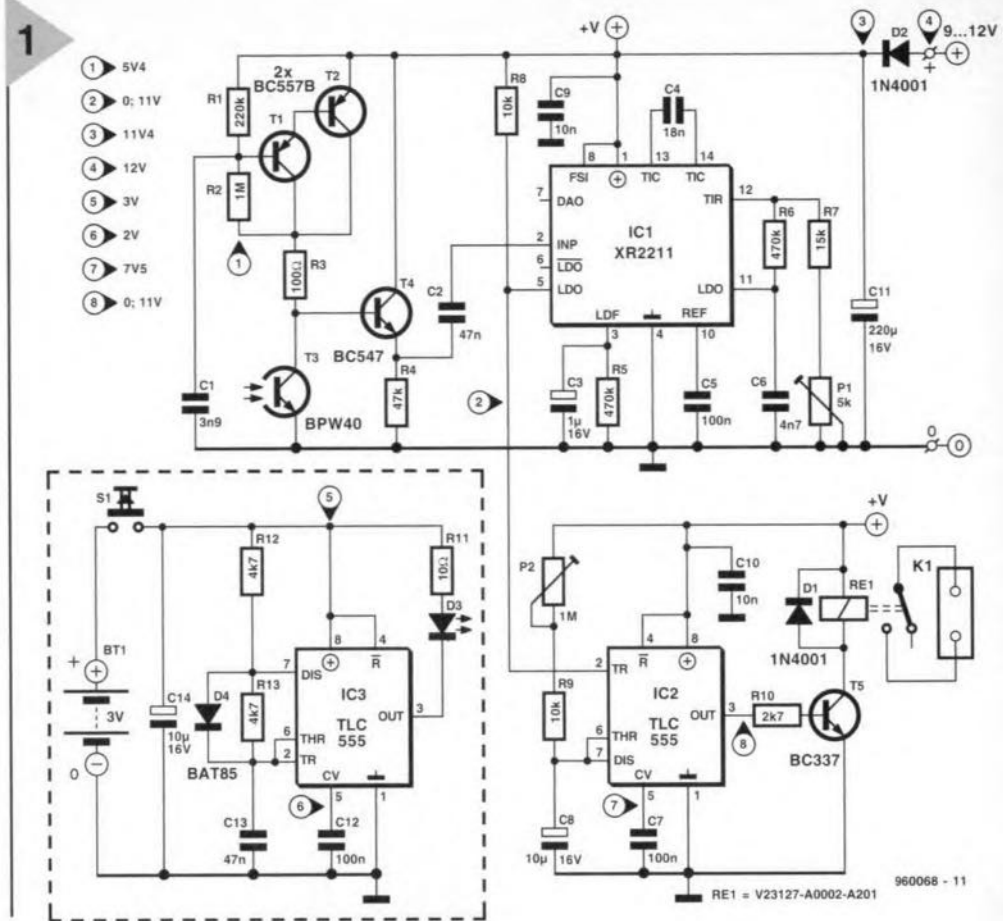 1
1 5V4
2 0; 11V
3 11V4
4 12V
5 3V
6 2V
7 7V5
8 0; 11V
2x
BC557B
R1
220k
T1
T2
R2
1M
1
R3
100Ω
C1
3n9
T3
BPW40
T4
BC547
R4
47k
C2
47n
R8
10k
2
+V
C9
10n
C4
18n
8
1
13
14
FSI
TIC
TIC
7
DAO
TIR
12
IC1
XR2211
2
INP
6
LDO
5
LDO
LDO
11
LDF
REF
3
4
10
C3
1µ
16V
R5
470k
C5
100n
C6
4n7
R6
470k
R7
15k
P1
5k
C11
220µ
16V
3
D2
1N4001
4
9...12V
+
0
0
S1
BT1
+
3V
0
C14
10µ
16V
R12
4k7
R13
4k7
D4
BAT85
C13
47n
5
8
4
R
7
DIS
IC3
TLC
555
OUT
3
6
THR
2
TR
CV
5
1
6
C12
100n
R11
10Ω
D3
P2
1M
R9
10k
C8
10µ
16V
C10
10n
4
8
R
2
TR
IC2
TLC
555
OUT
3
6
THR
7
DIS
CV
5
1
7
C7
100n
R10
2k7
8
+V
D1
1N4001
RE1
K1
T5
BC337
RE1 = V23127-A0002-A201
960068 - 11